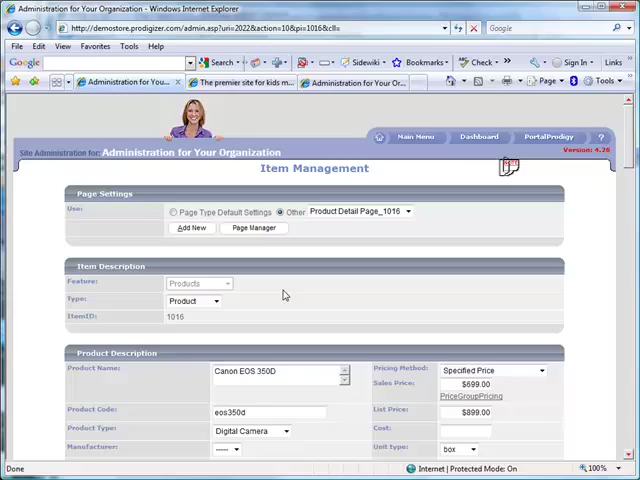 Administration for Your Organization - Windows Internet Explorer
http://demostore.prodigizer.com/admin.asp?uri=2022&action=10&pi=1016&cll=
Google
File Edit View Favorites Tools Help
Google Search Sidewiki Bookmarks Check Sign In Links
Administration for You... The premier site for kids m... Administration for Your Or... Page Tools
Main Menu Dashboard PortalProdigy ?
Site Administration for: Administration for Your Organization Version: 4.26
Item Management NOTE
Page Settings
Use: Page Type Default Settings Other Product Detail Page_1016
Add New Page Manager
Item Description
Feature: Products
Type: Product
ItemID: 1016
Product Description
Product Name: Canon EOS 350D Pricing Method: Specified Price
Sales Price: $699.00
PriceGroupPricing
Product Code: eos350d List Price: $899.00
Product Type: Digital Camera Cost:
Manufacturer: ----- Unit type: box
Done Internet | Protected Mode: On 100%